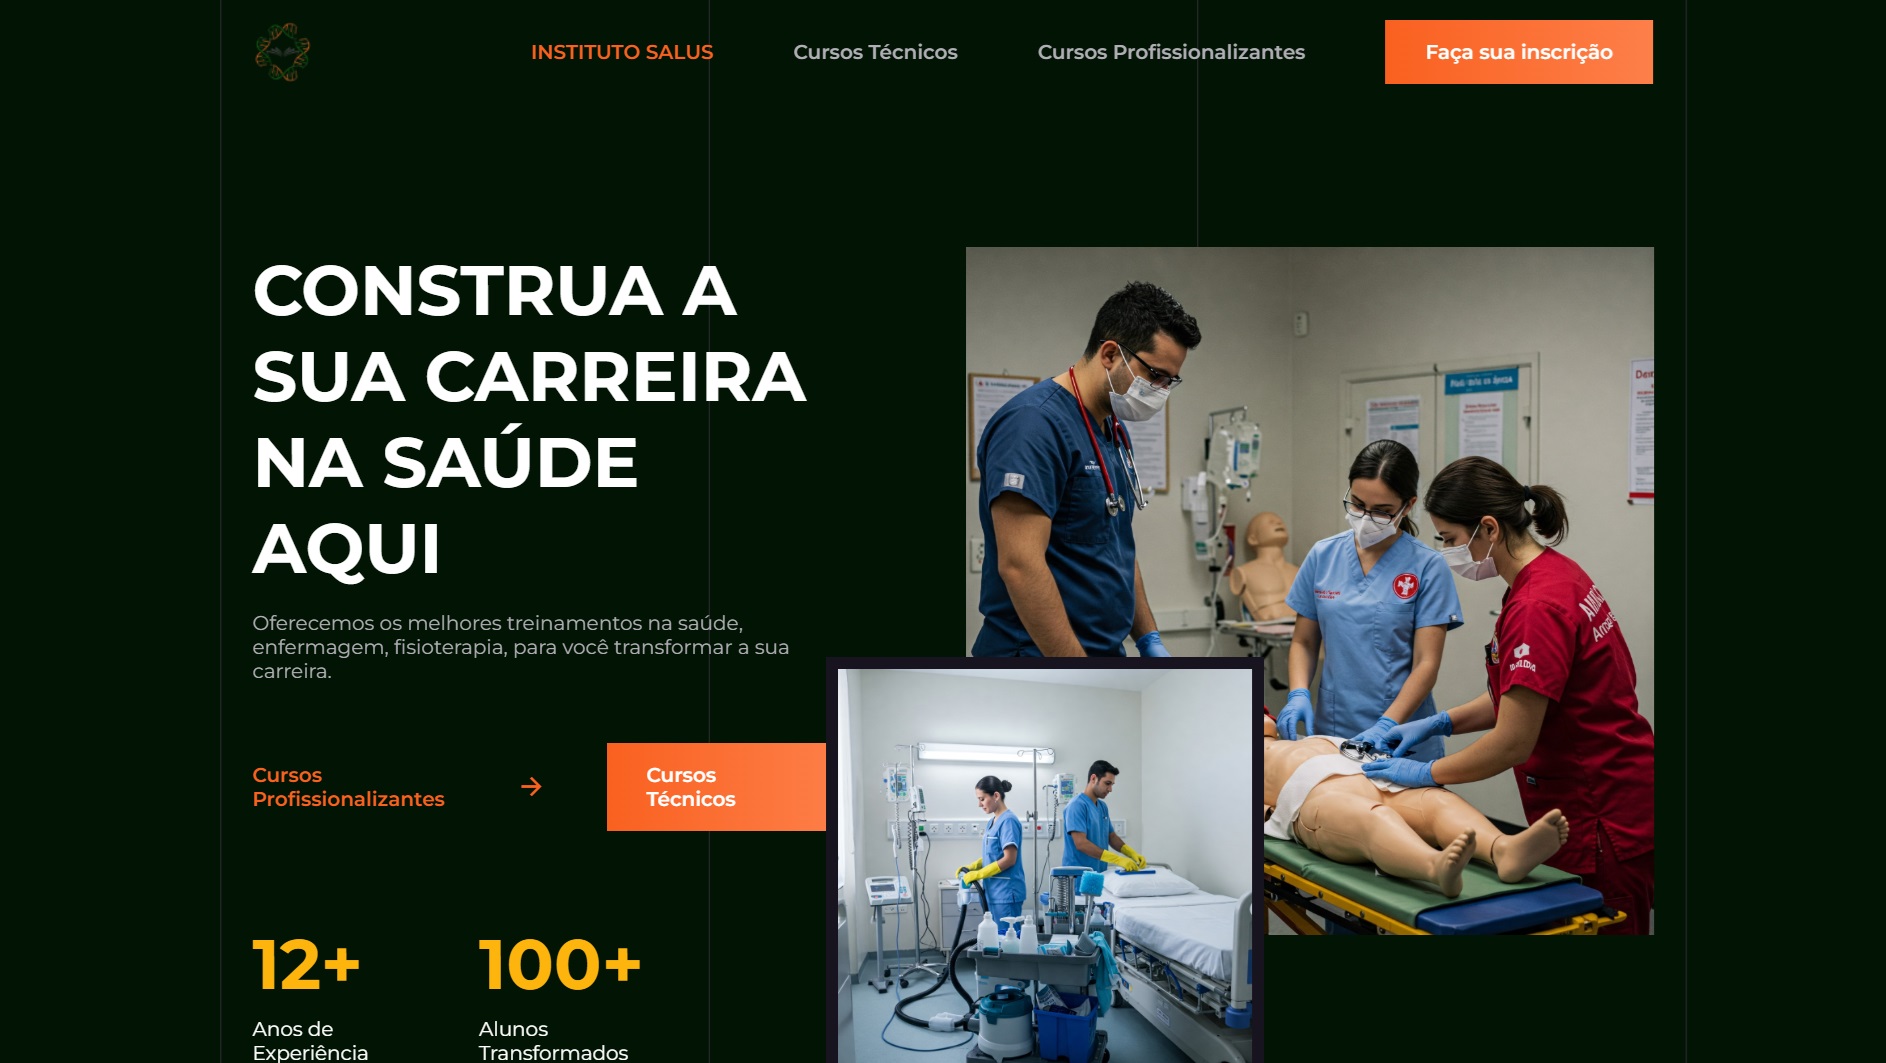 INSTITUTO SALUS
Cursos Técnicos
Cursos Profissionalizantes
Faça sua inscrição
CONSTRUA A
SUA CARREIRA
NA SAÚDE
AQUI
Oferecemos os melhores treinamentos na saúde,
enfermagem, fisioterapia, para você transformar a sua
carreira.
Cursos
Profissionalizantes
Cursos
Técnicos
12+
Anos de
Experiência
100+
Alunos
Transformados